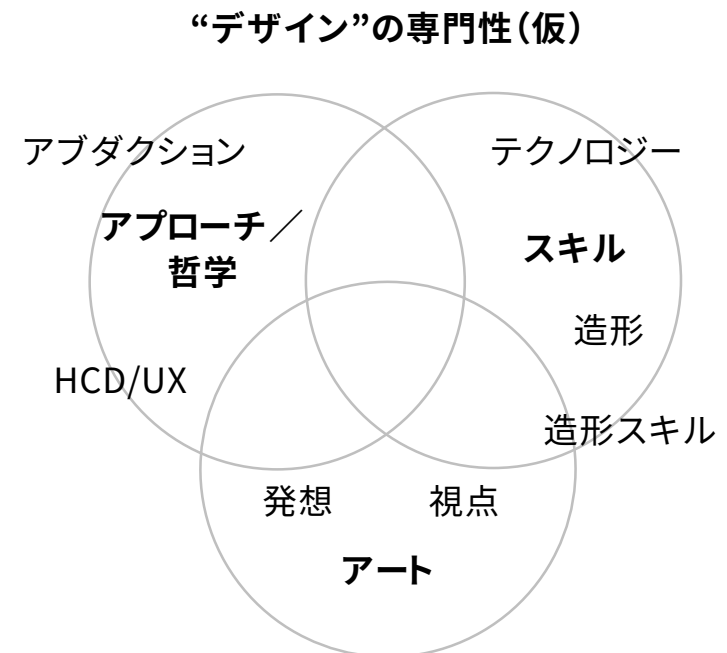 “デザイン”の専門性（仮）
アブダクション
テクノロジー
アプローチ／
哲学
スキル
造形
HCD/UX
造形スキル
発想
視点
アート